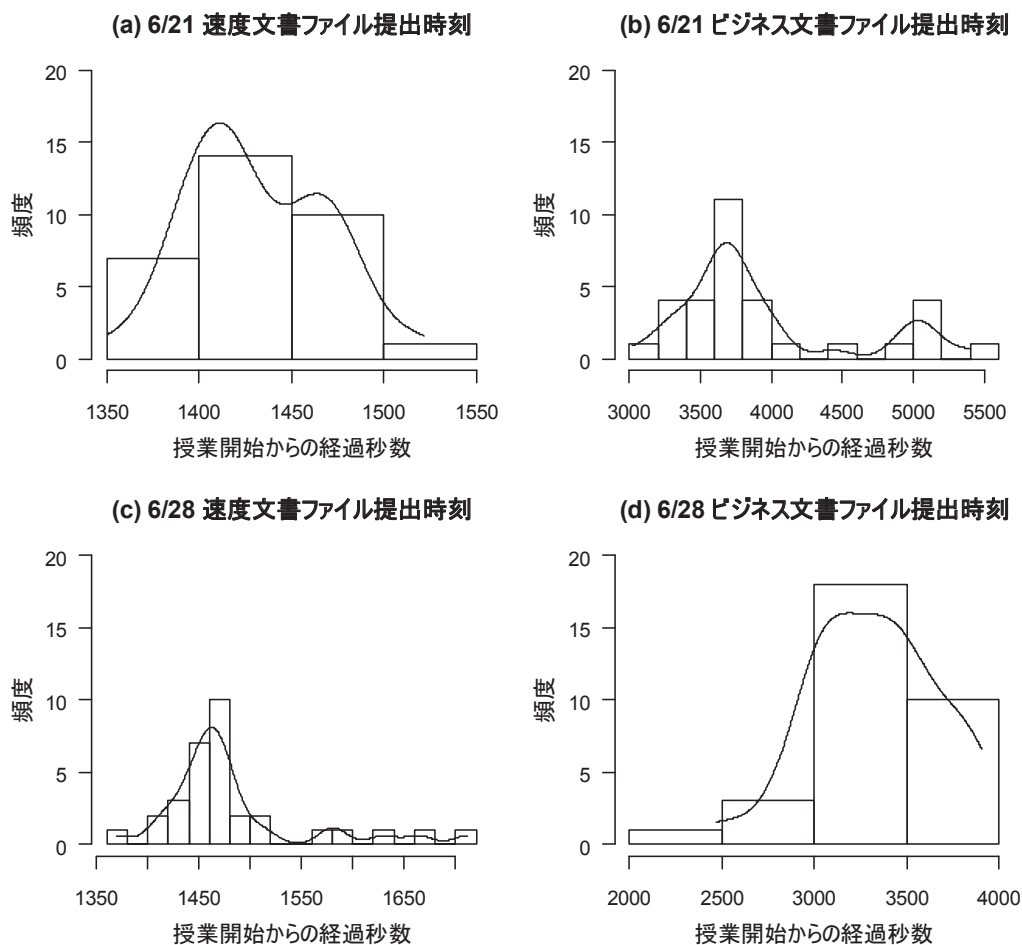 (a) 6/21 速度文書ファイル提出時刻
20
15
10
5
0
頻度
1350 1400 1450 1500 1550
授業開始からの経過秒数
(b) 6/21 ビジネス文書ファイル提出時刻
20
15
10
5
0
頻度
3000 3500 4000 4500 5000 5500
授業開始からの経過秒数
(c) 6/28 速度文書ファイル提出時刻
20
15
10
5
0
頻度
1350 1450 1550 1650
授業開始からの経過秒数
(d) 6/28 ビジネス文書ファイル提出時刻
20
15
10
5
0
頻度
2000 2500 3000 3500 4000
授業開始からの経過秒数